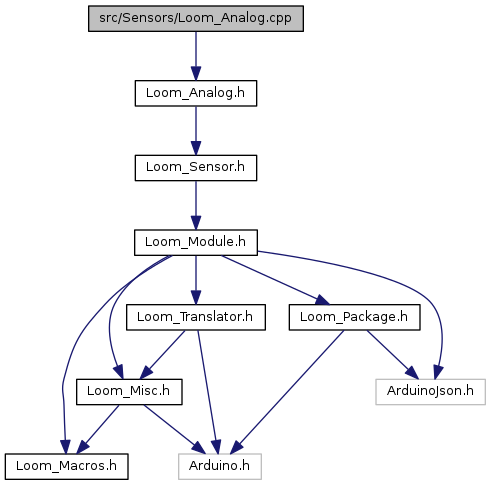 src/Sensors/Loom_Analog.cpp
Loom_Analog.h
Loom_Sensor.h
Loom_Module.h
Loom_Translator.h
Loom_Package.h
Loom_Misc.h
ArduinoJson.h
Loom_Macros.h
Arduino.h